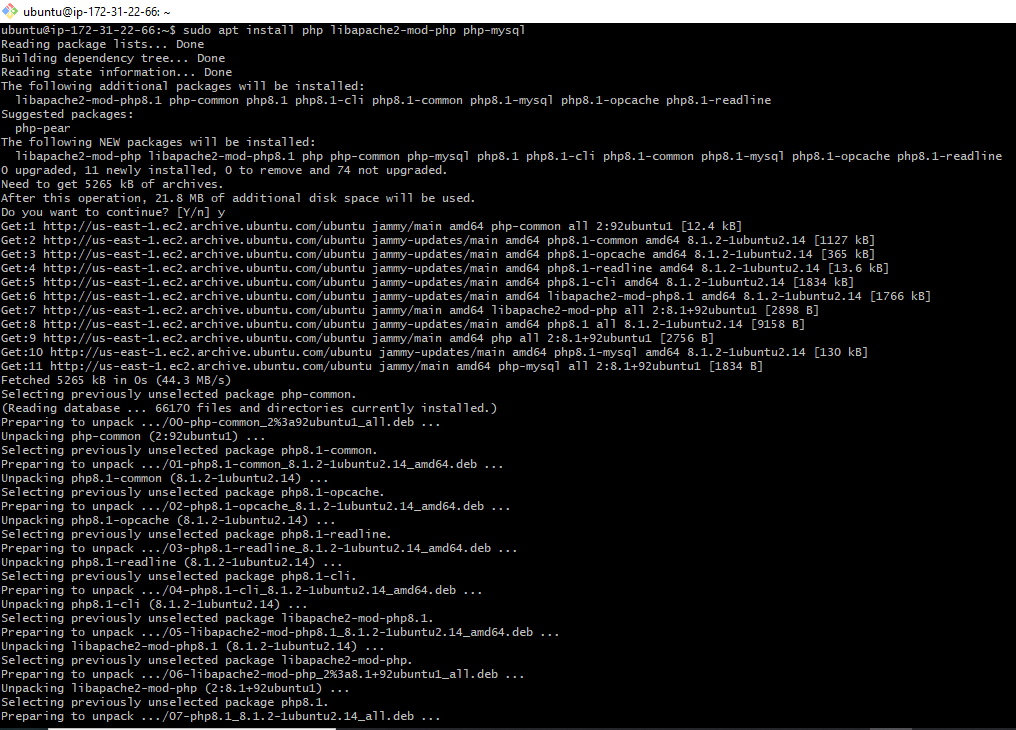 ubuntu@ip-172-31-22-66: ~
ubuntu@ip-172-31-22-66:~$ sudo apt install php libapache2-mod-php php-mysql
Reading package lists... Done
Building dependency tree... Done
Reading state information... Done
The following additional packages will be installed:
  libapache2-mod-php8.1 php-common php8.1 php8.1-cli php8.1-common php8.1-mysql php8.1-opcache php8.1-readline
Suggested packages:
  php-pear
The following NEW packages will be installed:
  libapache2-mod-php libapache2-mod-php8.1 php php-common php-mysql php8.1 php8.1-cli php8.1-common php8.1-mysql php8.1-opcache php8.1-readline
0 upgraded, 11 newly installed, 0 to remove and 74 not upgraded.
Need to get 5265 kB of archives.
After this operation, 21.8 MB of additional disk space will be used.
Do you want to continue? [Y/n] y
Get:1 http://us-east-1.ec2.archive.ubuntu.com/ubuntu jammy/main amd64 php-common all 2:92ubuntu1 [12.4 kB]
Get:2 http://us-east-1.ec2.archive.ubuntu.com/ubuntu jammy-updates/main amd64 php8.1-common amd64 8.1.2-1ubuntu2.14 [1127 kB]
Get:3 http://us-east-1.ec2.archive.ubuntu.com/ubuntu jammy-updates/main amd64 php8.1-opcache amd64 8.1.2-1ubuntu2.14 [365 kB]
Get:4 http://us-east-1.ec2.archive.ubuntu.com/ubuntu jammy-updates/main amd64 php8.1-readline amd64 8.1.2-1ubuntu2.14 [13.6 kB]
Get:5 http://us-east-1.ec2.archive.ubuntu.com/ubuntu jammy-updates/main amd64 php8.1-cli amd64 8.1.2-1ubuntu2.14 [1834 kB]
Get:6 http://us-east-1.ec2.archive.ubuntu.com/ubuntu jammy-updates/main amd64 libapache2-mod-php8.1 amd64 8.1.2-1ubuntu2.14 [1766 kB]
Get:7 http://us-east-1.ec2.archive.ubuntu.com/ubuntu jammy/main amd64 libapache2-mod-php all 2:8.1+92ubuntu1 [2898 B]
Get:8 http://us-east-1.ec2.archive.ubuntu.com/ubuntu jammy-updates/main amd64 php8.1 all 8.1.2-1ubuntu2.14 [9158 B]
Get:9 http://us-east-1.ec2.archive.ubuntu.com/ubuntu jammy/main amd64 php all 2:8.1+92ubuntu1 [2756 B]
Get:10 http://us-east-1.ec2.archive.ubuntu.com/ubuntu jammy-updates/main amd64 php8.1-mysql amd64 8.1.2-1ubuntu2.14 [130 kB]
Get:11 http://us-east-1.ec2.archive.ubuntu.com/ubuntu jammy/main amd64 php-mysql all 2:8.1+92ubuntu1 [1834 B]
Fetched 5265 kB in 0s (44.3 MB/s)
Selecting previously unselected package php-common.
(Reading database ... 66170 files and directories currently installed.)
Preparing to unpack .../00-php-common_2%3a92ubuntu1_all.deb ...
Unpacking php-common (2:92ubuntu1) ...
Selecting previously unselected package php8.1-common.
Preparing to unpack .../01-php8.1-common_8.1.2-1ubuntu2.14_amd64.deb ...
Unpacking php8.1-common (8.1.2-1ubuntu2.14) ...
Selecting previously unselected package php8.1-opcache.
Preparing to unpack .../02-php8.1-opcache_8.1.2-1ubuntu2.14_amd64.deb ...
Unpacking php8.1-opcache (8.1.2-1ubuntu2.14) ...
Selecting previously unselected package php8.1-readline.
Preparing to unpack .../03-php8.1-readline_8.1.2-1ubuntu2.14_amd64.deb ...
Unpacking php8.1-readline (8.1.2-1ubuntu2.14) ...
Selecting previously unselected package php8.1-cli.
Preparing to unpack .../04-php8.1-cli_8.1.2-1ubuntu2.14_amd64.deb ...
Unpacking php8.1-cli (8.1.2-1ubuntu2.14) ...
Selecting previously unselected package libapache2-mod-php8.1.
Preparing to unpack .../05-libapache2-mod-php8.1_8.1.2-1ubuntu2.14_amd64.deb ...
Unpacking libapache2-mod-php8.1 (8.1.2-1ubuntu2.14) ...
Selecting previously unselected package libapache2-mod-php.
Preparing to unpack .../06-libapache2-mod-php_2%3a8.1+92ubuntu1_all.deb ...
Unpacking libapache2-mod-php (2:8.1+92ubuntu1) ...
Selecting previously unselected package php8.1.
Preparing to unpack .../07-php8.1_8.1.2-1ubuntu2.14_all.deb ...